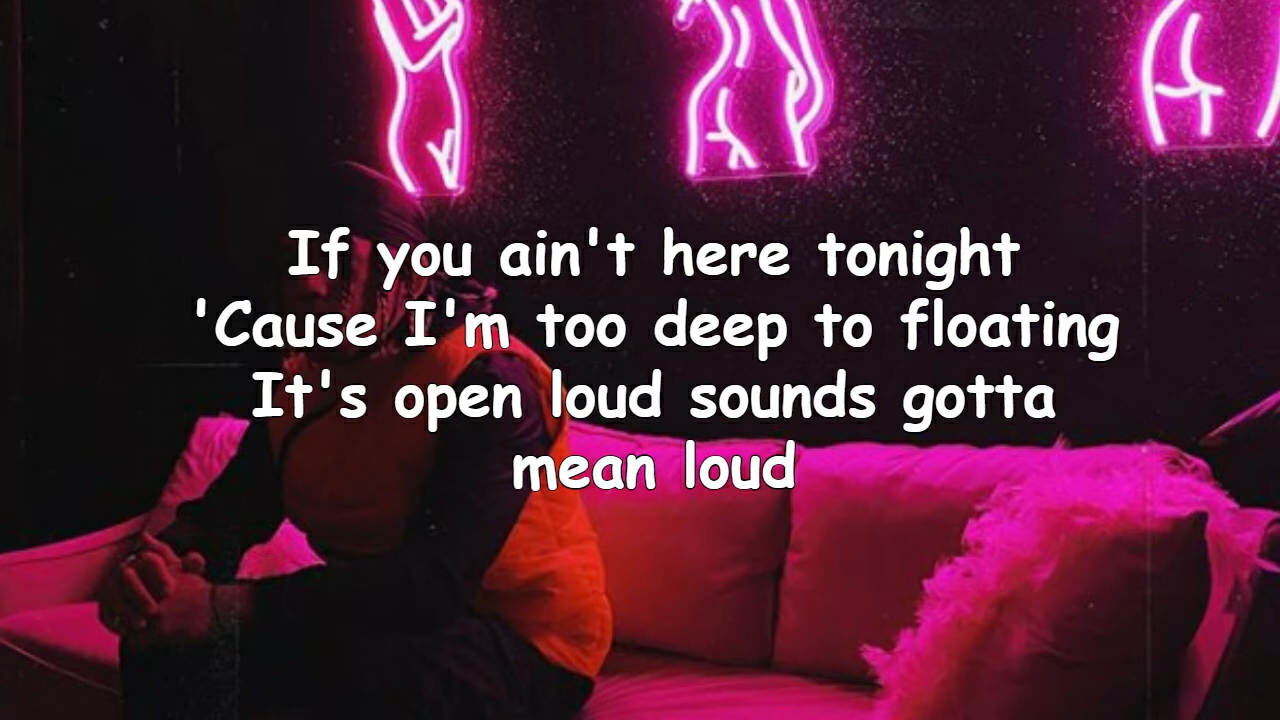 If you ain't here tonight
'Cause I'm too deep to floating
It's open loud sounds gotta
mean loud